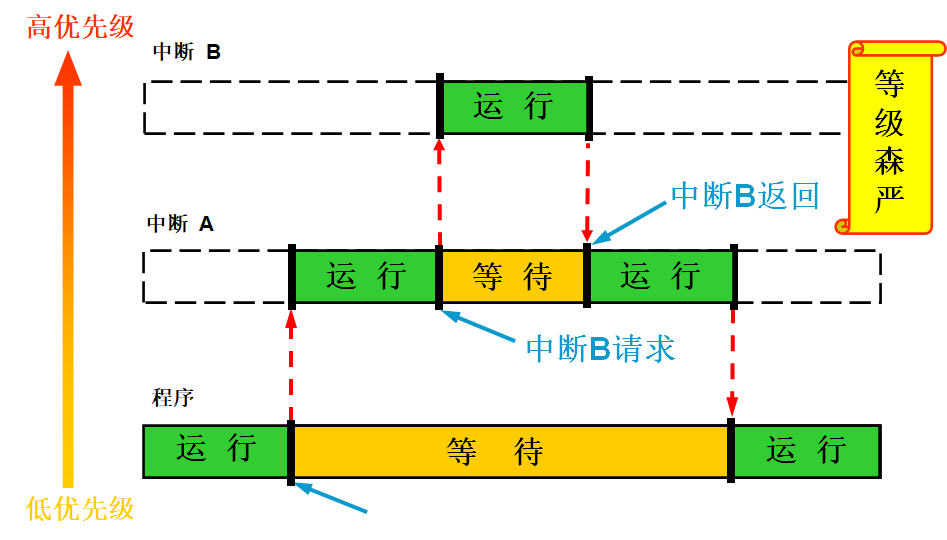 高优先级
中断 B
运 行
等级森严
中断B返回
中断 A
运 行
等 待
运 行
中断B请求
程序
运 行
等 待
运 行
低优先级